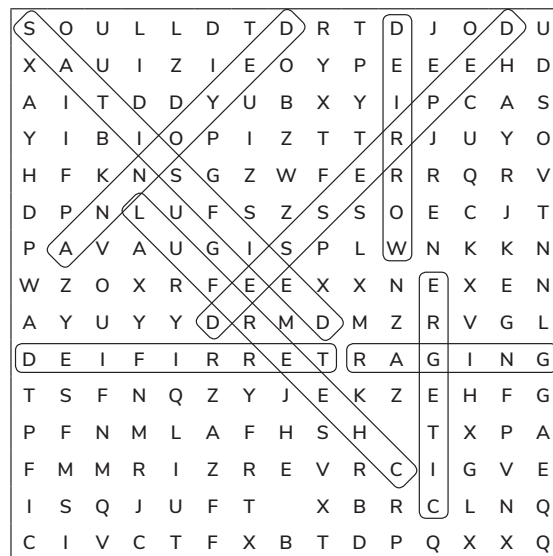 S O U L L D T D R T D J O D U
X A U I Z I E O Y P E E E H D
A I T D D Y U B X Y I P C A S
Y I B I O P I Z T T R J U Y O
H F K N S G Z W F E R R Q R V
D P N L U F S Z S S O E C J T
P A V A U G I S P L W N K K N
W Z O X R F E E X X N E X E N
A Y U Y Y D R M D M Z R V G L
D E I F I R R E T R A G I N G
T S F N Q Z Y J E K Z E H F G
P F N M L A F H S H T X P A
F M M R I Z R E V R C I G V E
I S Q J U F T X B R C L N Q
C I V C T F X B T D P Q X X Q